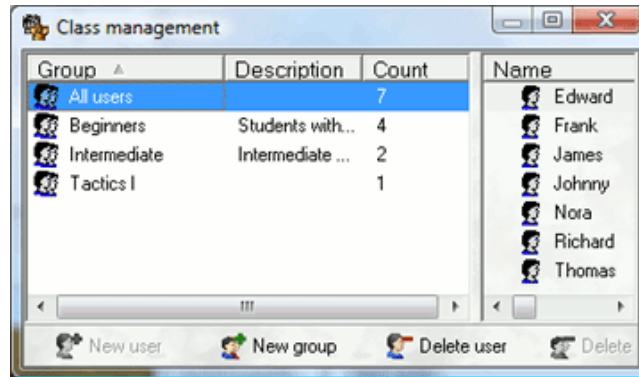 Class management
Group Description Count
All users 7
Beginners Students with... 4
Intermediate Intermediate ... 2
Tactics I 1
Name
Edward
Frank
James
Johnny
Nora
Richard
Thomas
New user New group Delete user Delete